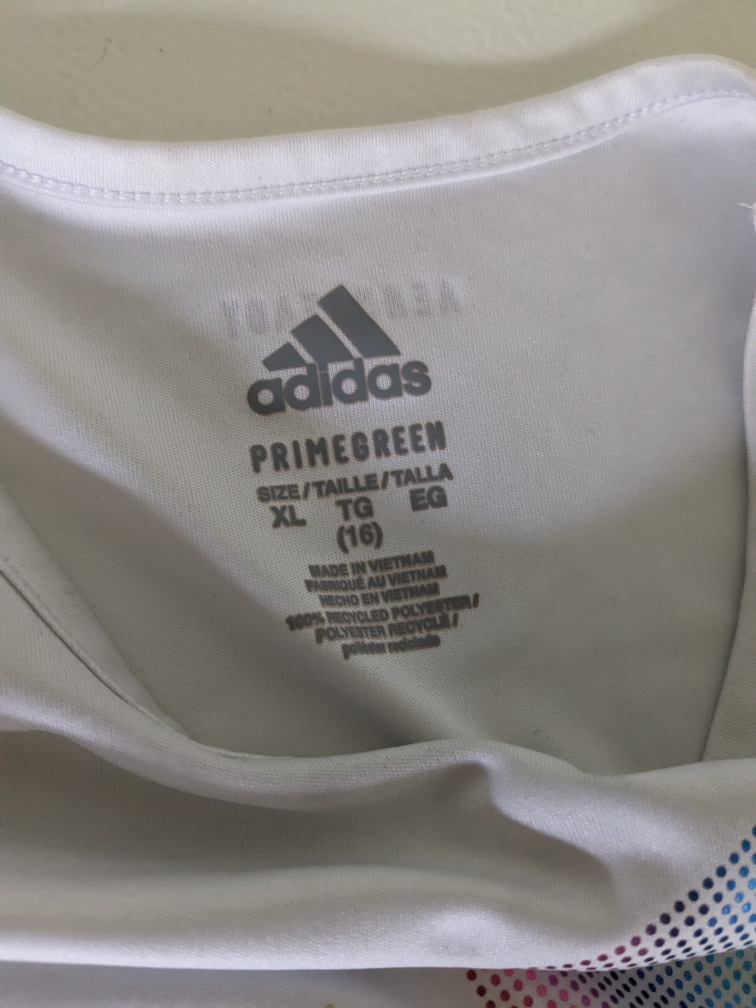 adidas
PRIMEGREEN
SIZE/TAILLE/TALLA
XL TG EG
(16)
MADE IN VIETNAM
FABRIQUÉ AU VIETNAM
HECHO EN VIETNAM
100% RECYCLED POLYESTER/
POLYESTER RECYCLÉ/
poliéster reciclado